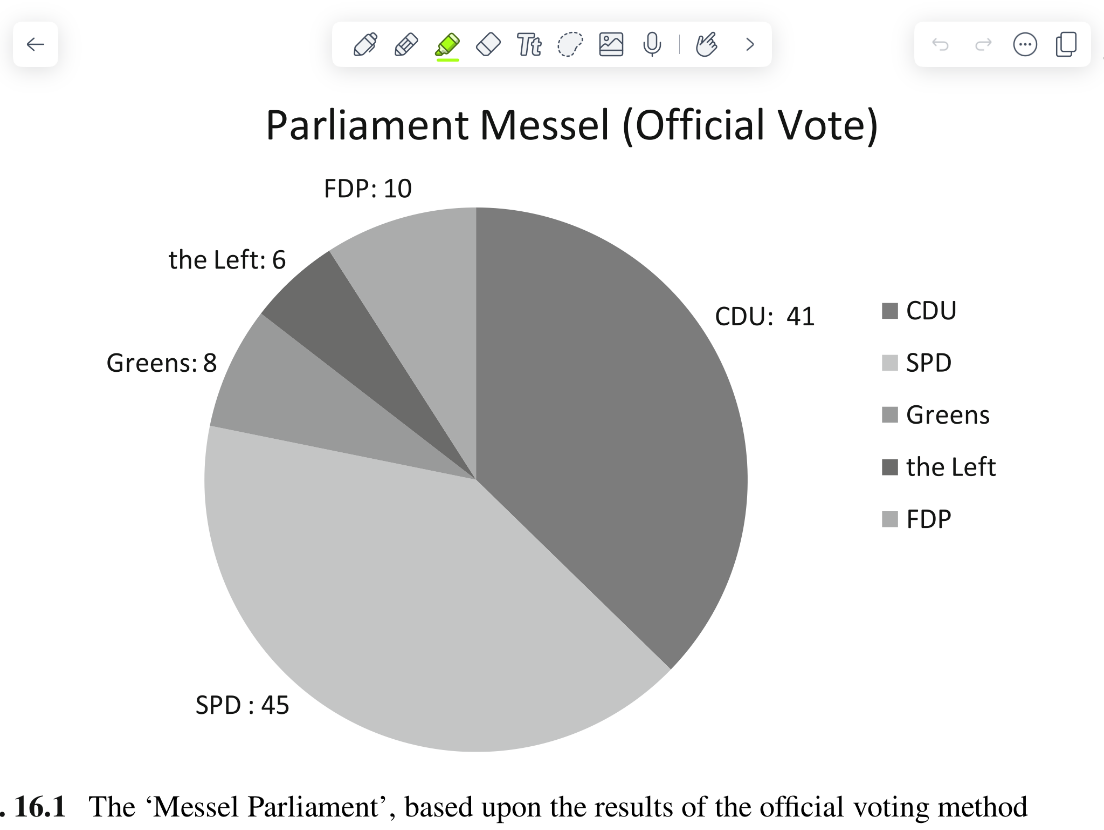 Tt
Parliament Messel (Official Vote)
FDP: 10
the Left: 6
Greens: 8
CDU:  41
SPD : 45
CDU
SPD
Greens
the Left
FDP
. 16.1 The ‘Messel Parliament’, based upon the results of the official voting method